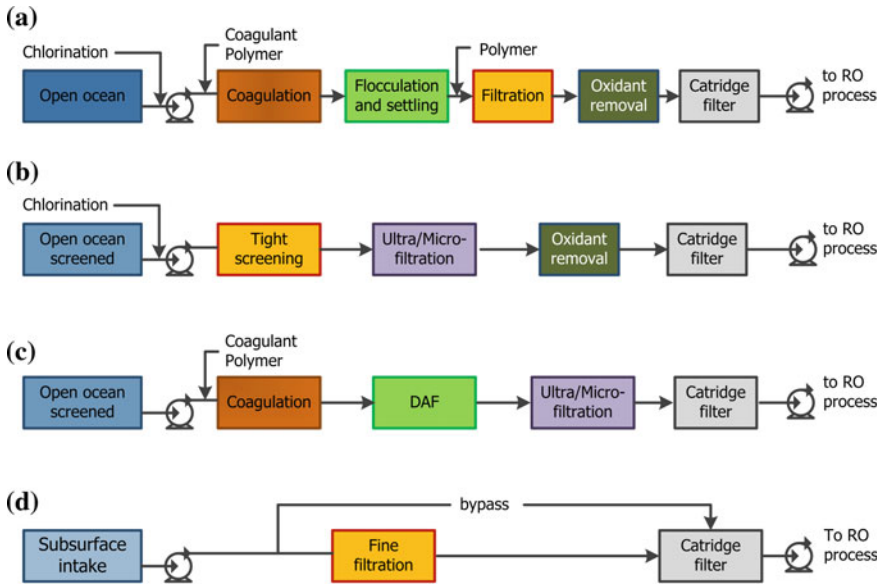 (a)
Chlorination
Coagulant
Polymer
Polymer
Open ocean
Coagulation
Flocculation
and settling
Filtration
Oxidant
removal
Catridge
filter
to RO
process
(b)
Chlorination
Open ocean
screened
Tight
screening
Ultra/Micro-
filtration
Oxidant
removal
Catridge
filter
to RO
process
(c)
Coagulant
Polymer
Open ocean
screened
Coagulation
DAF
Ultra/Micro-
filtration
Catridge
filter
to RO
process
(d)
bypass
Subsurface
intake
Fine
filtration
Catridge
filter
To RO
process